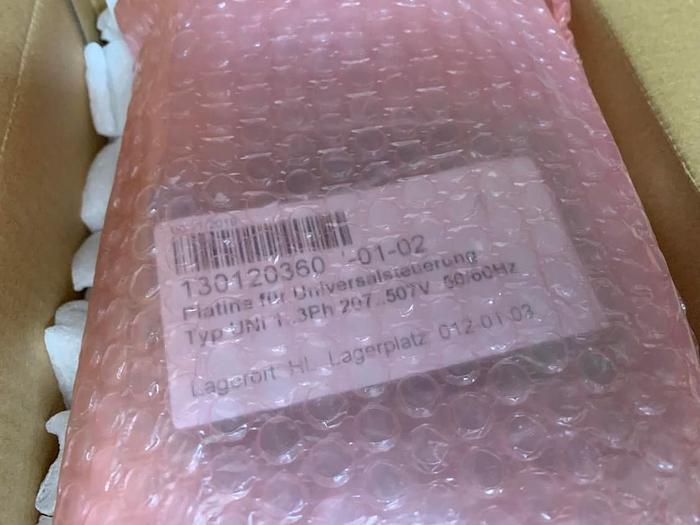 130120360 -01-02
Platine für Universalsteuerung
Typ UNI 1..3Ph 207..507V 50/60Hz
Lagerort HL Lagerplatz 012-01-03